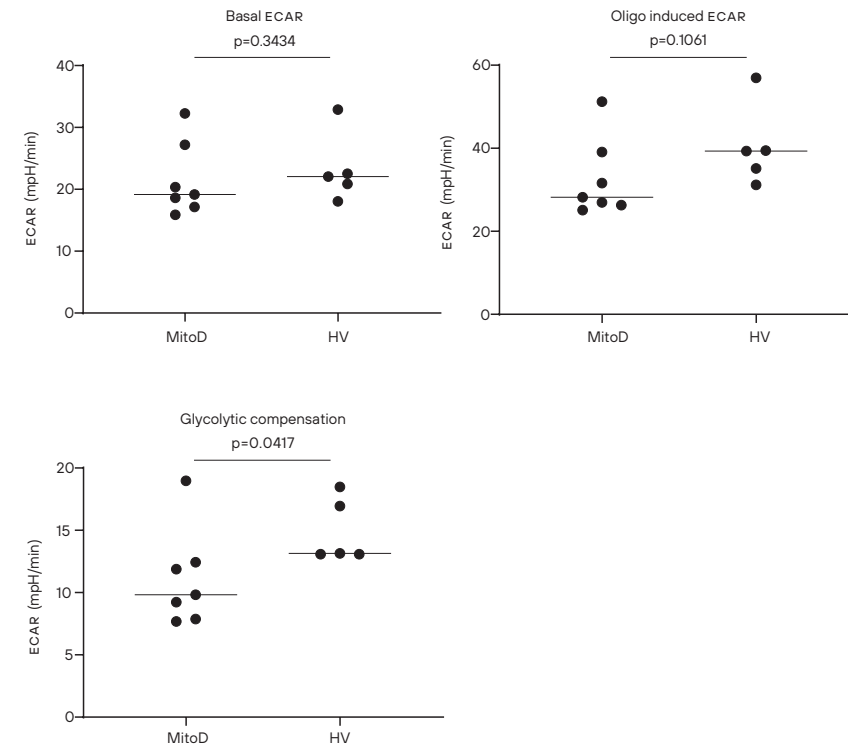 Basal ECAR
p=0.3434
40
30
20
10
0
ECAR (mpH/min)
MitoD HV
Oligo induced ECAR
p=0.1061
60
40
20
0
ECAR (mpH/min)
MitoD HV
Glycolytic compensation
p=0.0417
20
15
10
5
0
ECAR (mpH/min)
MitoD HV